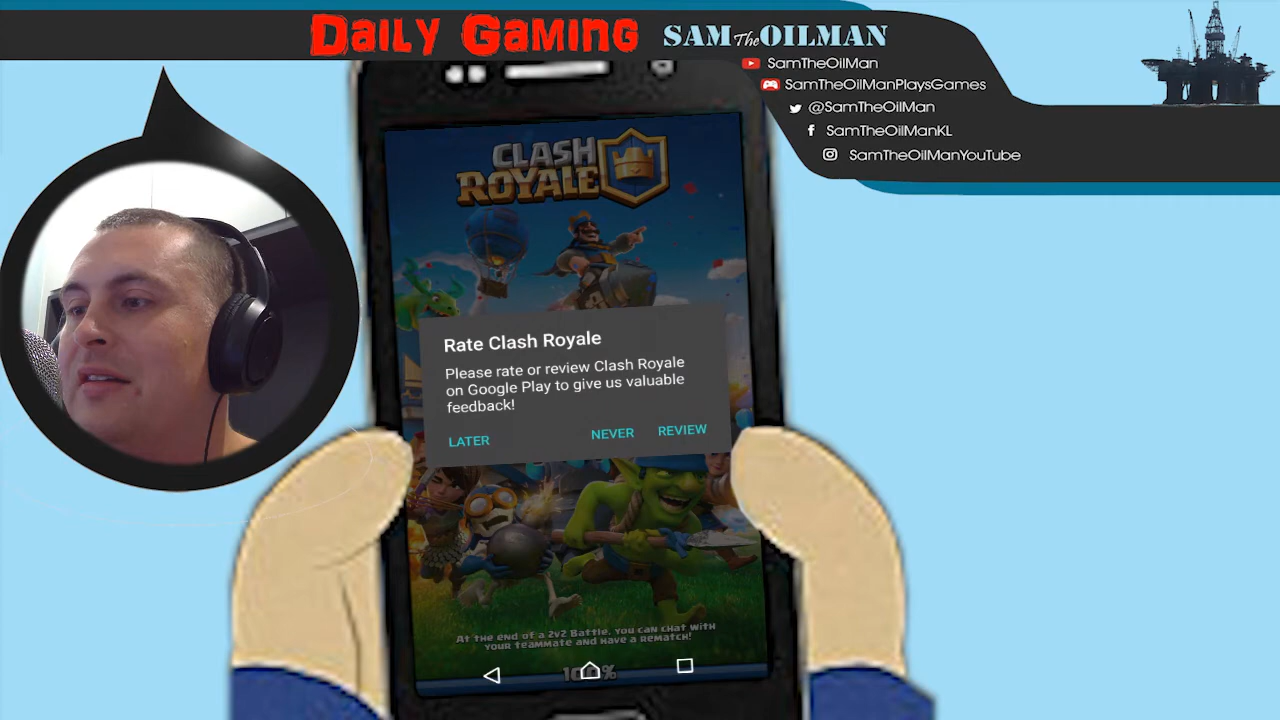 Daily Gaming SAM The OILMAN
SamTheOilMan
SamTheOilManPlaysGames
@SamTheOilMan
SamTheOilManKL
SamTheOilManYouTube
CLASH
ROYALE
Rate Clash Royale
Please rate or review Clash Royale
on Google Play to give us valuable
feedback!
LATER NEVER REVIEW
At the end of a 2v2 Battle, you can chat with
your teammate and have a rematch!
100%